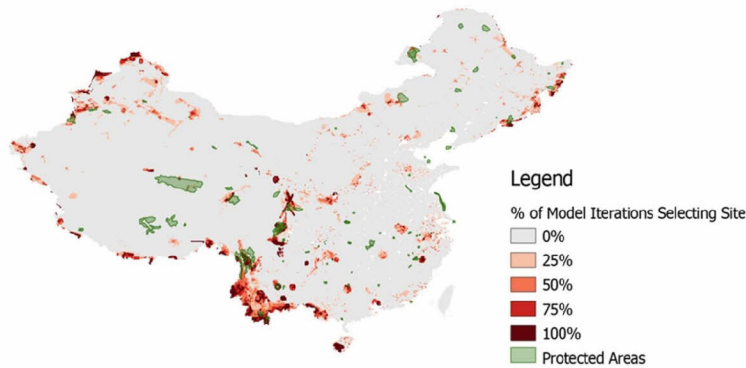 Legend
% of Model Iterations Selecting Site
0%
25%
50%
75%
100%
Protected Areas